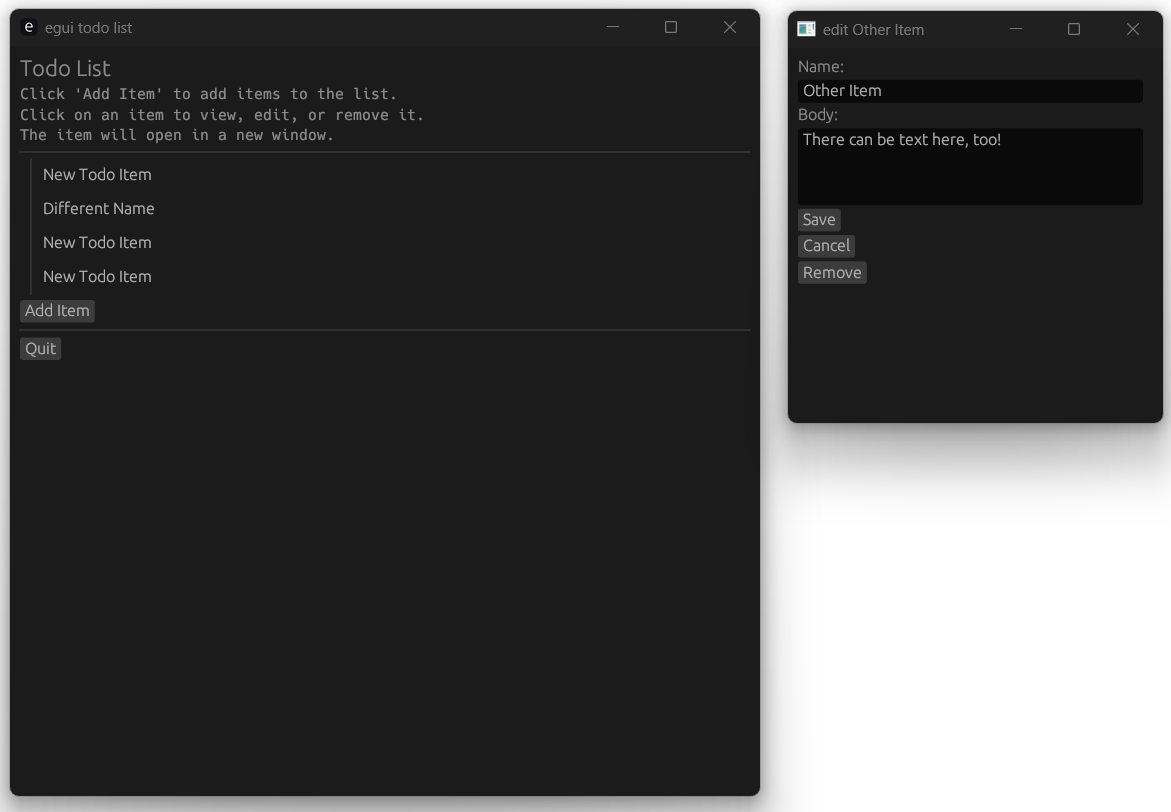 e egui todo list
Todo List
Click 'Add Item' to add items to the list.
Click on an item to view, edit, or remove it.
The item will open in a new window.
New Todo Item
Different Name
New Todo Item
New Todo Item
Add Item
Quit
edit Other Item
Name:
Other Item
Body:
There can be text here, too!
Save
Cancel
Remove